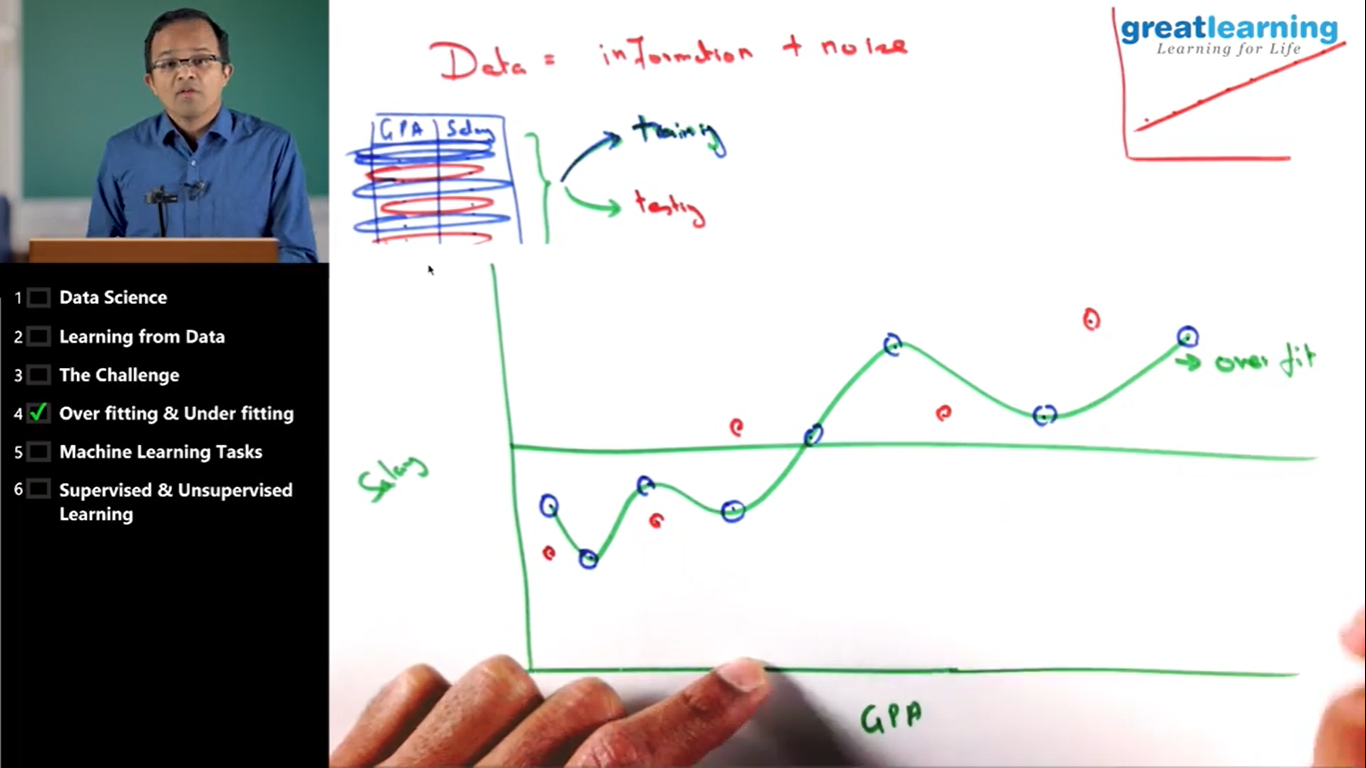 greatlearning
Learning for Life
Data = information + noise
GPA Salary
training
testing
1 Data Science
2 Learning from Data
3 The Challenge
4 ✓ Over fitting & Under fitting
5 Machine Learning Tasks
6 Supervised & Unsupervised
Learning
→ over fit
Salary
GPA